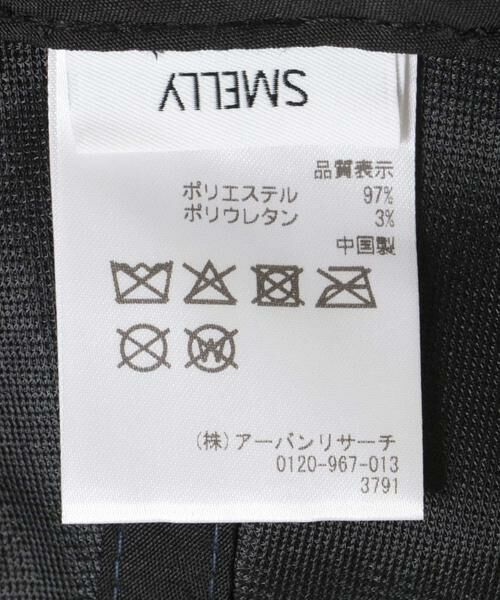 SMELLY
品質表示
ポリエステル 97%
ポリウレタン 3%
中国製
W
(株)アーバンリサーチ
0120-967-013
3791